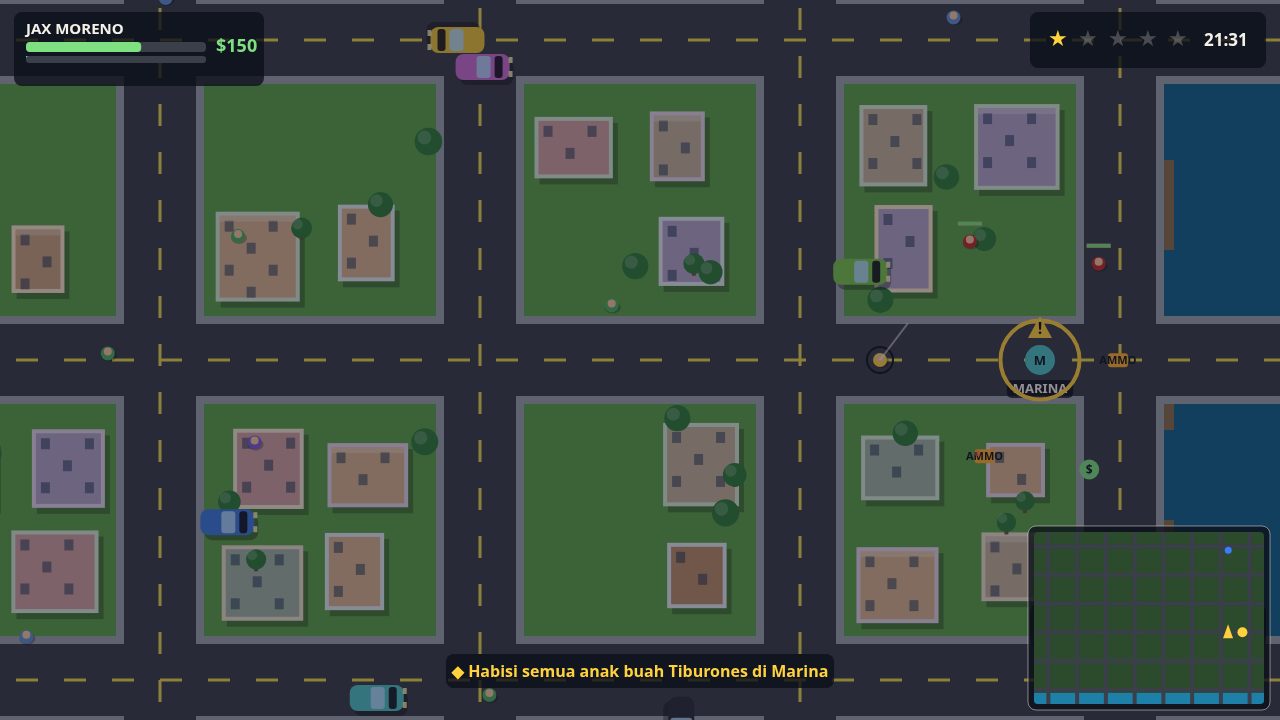 JAX MORENO
$150
21:31
!
M
MARINA
AMMO
AMMO
$
◆ Habisi semua anak buah Tiburones di Marina